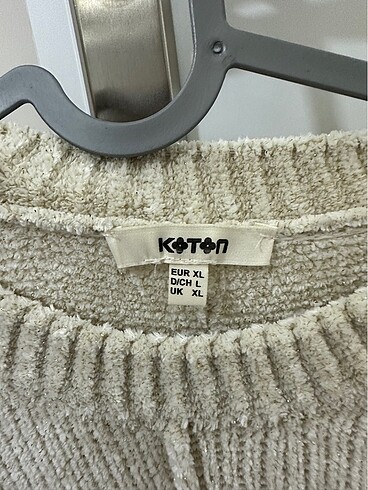 KOTON
EUR XL
D/CH L
UK XL